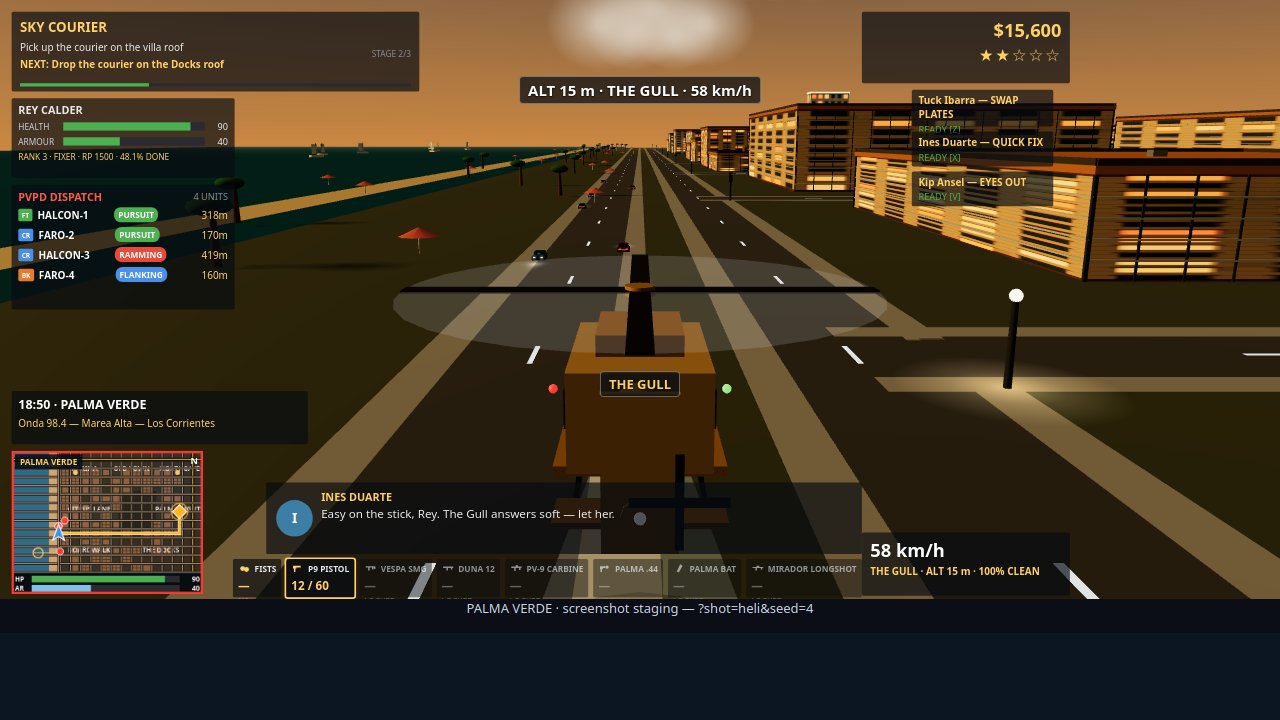 SKY COURIER
Pick up the courier on the villa roof
STAGE 2/3
NEXT: Drop the courier on the Docks roof
$15,600
ALT 15 m · THE GULL · 58 km/h
REY CALDER
HEALTH 90
ARMOUR 40
RANK 3 · FIXER · RP 1500 · 48.1% DONE
Tuck Ibarra — SWAP
PLATES
READY [Z]
Ines Duarte — QUICK FIX
READY [X]
Kip Ansel — EYES OUT
READY [V]
PVPD DISPATCH 4 UNITS
FT HALCON-1 PURSUIT 318m
CR FARO-2 PURSUIT 170m
CR HALCON-3 RAMMING 419m
BK FARO-4 FLANKING 160m
THE GULL
18:50 · PALMA VERDE
Onda 98.4 — Marea Alta — Los Corrientes
PALMA VERDE
N
HP 90
AR 40
I
INES DUARTE
Easy on the stick, Rey. The Gull answers soft — let her.
FISTS
—
P9 PISTOL
12 / 60
VESPA SMG
—
DUNA 12
—
PV-9 CARBINE
—
PALMA .44
—
PALMA BAT
—
MIRADOR LONGSHOT
—
58 km/h
THE GULL · ALT 15 m · 100% CLEAN
PALMA VERDE · screenshot staging — ?shot=heli&seed=4